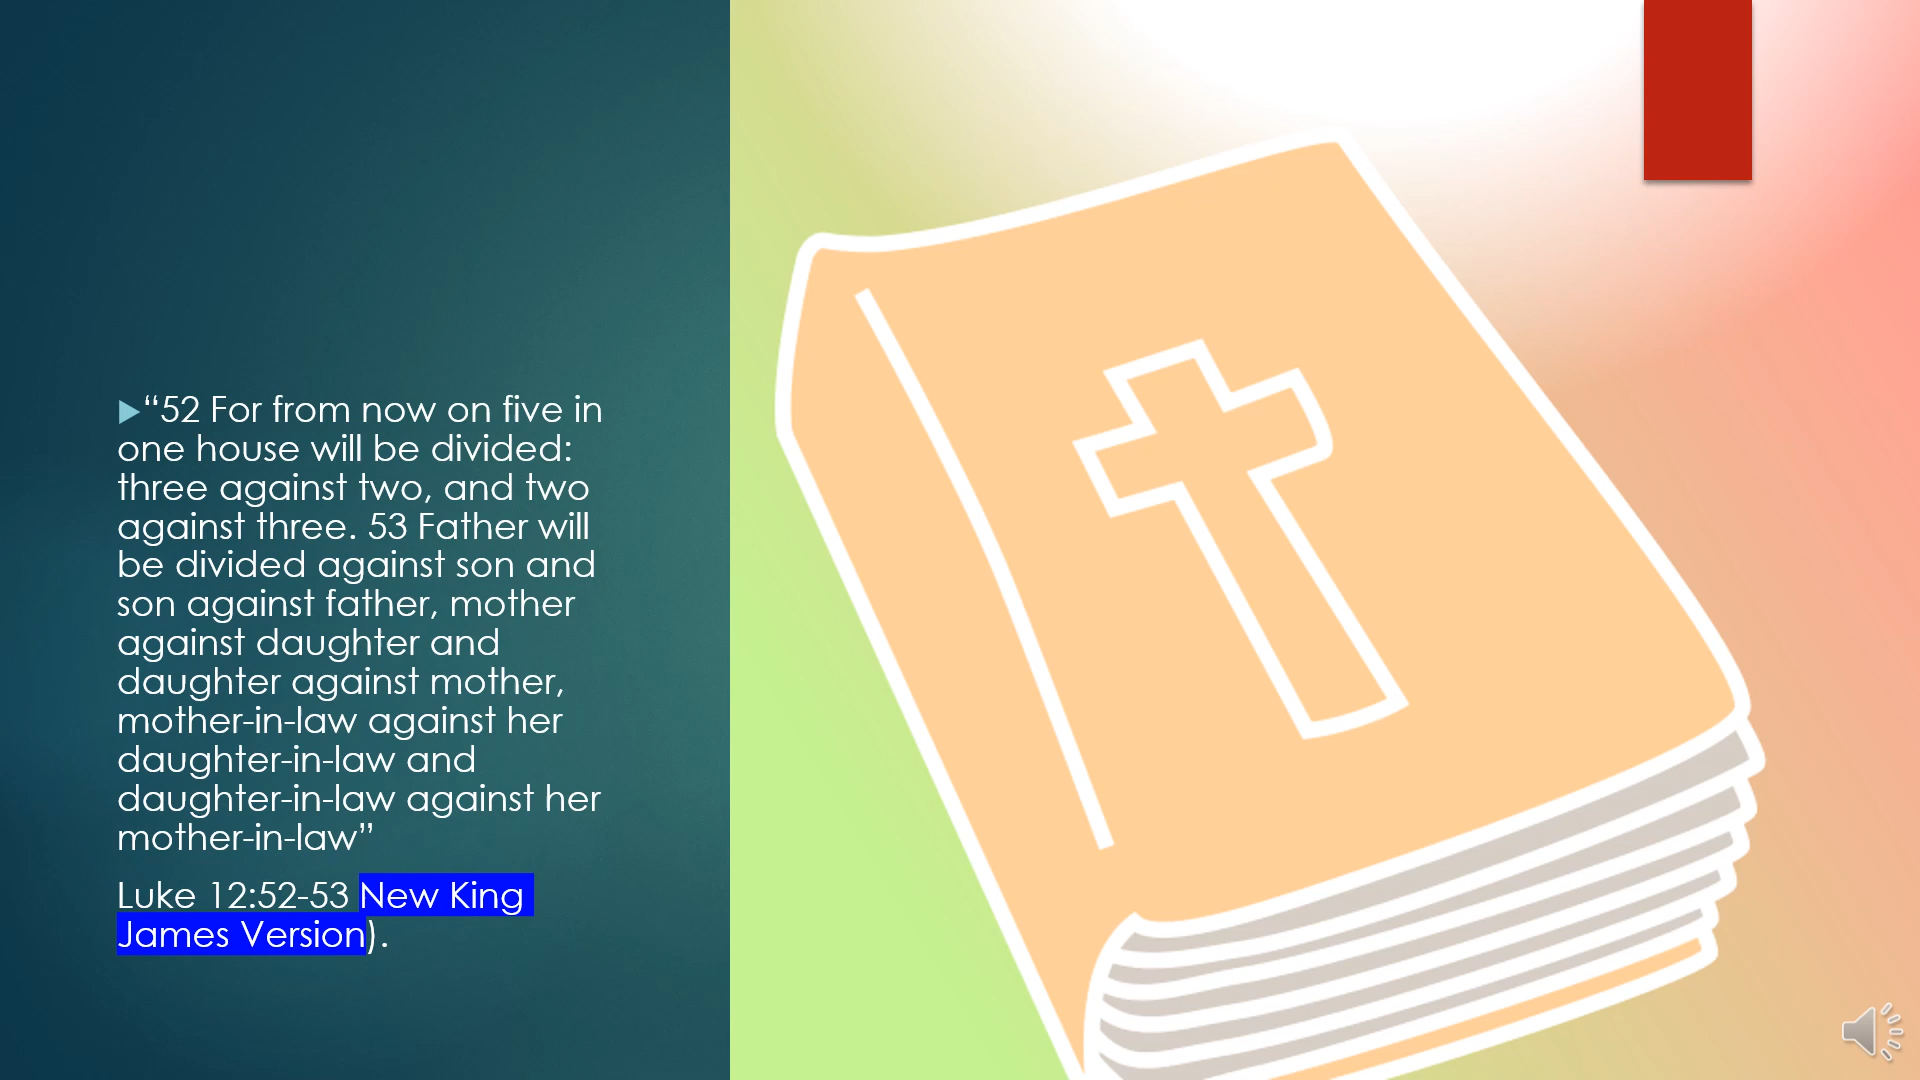 “52 For from now on five in
one house will be divided:
three against two, and two
against three. 53 Father will
be divided against son and
son against father, mother
against daughter and
daughter against mother,
mother-in-law against her
daughter-in-law and
daughter-in-law against her
mother-in-law”
Luke 12:52-53 New King
James Version).